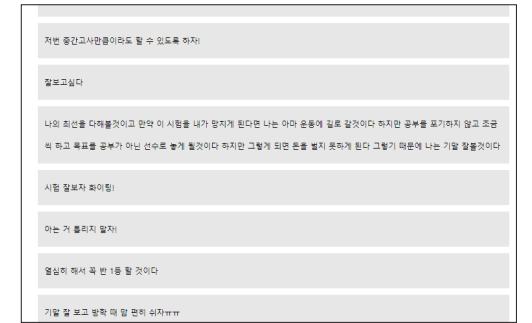 저번 중간고사만큼이라도 할 수 있도록 하자!
잘보고싶다
나의 최선을 다해볼것이고 만약 이 시험을 내가 망치게 된다면 나는 아마 운동에 길로 갈것이다 하지만 공부를 포기하지 않고 조금
씩 하고 목표를 공부가 아닌 선수로 놓게 될것이다 하지만 그렇게 되면 돈을 벌지 못하게 된다 그렇기 때문에 나는 기말 잘볼것이다
시험 잘보자 화이팅!
아는 거 틀리지 말자!
열심히 해서 꼭 반 1등 할 것이다
기말 잘 보고 방학 때 맘 편히 쉬자ㅠㅠ